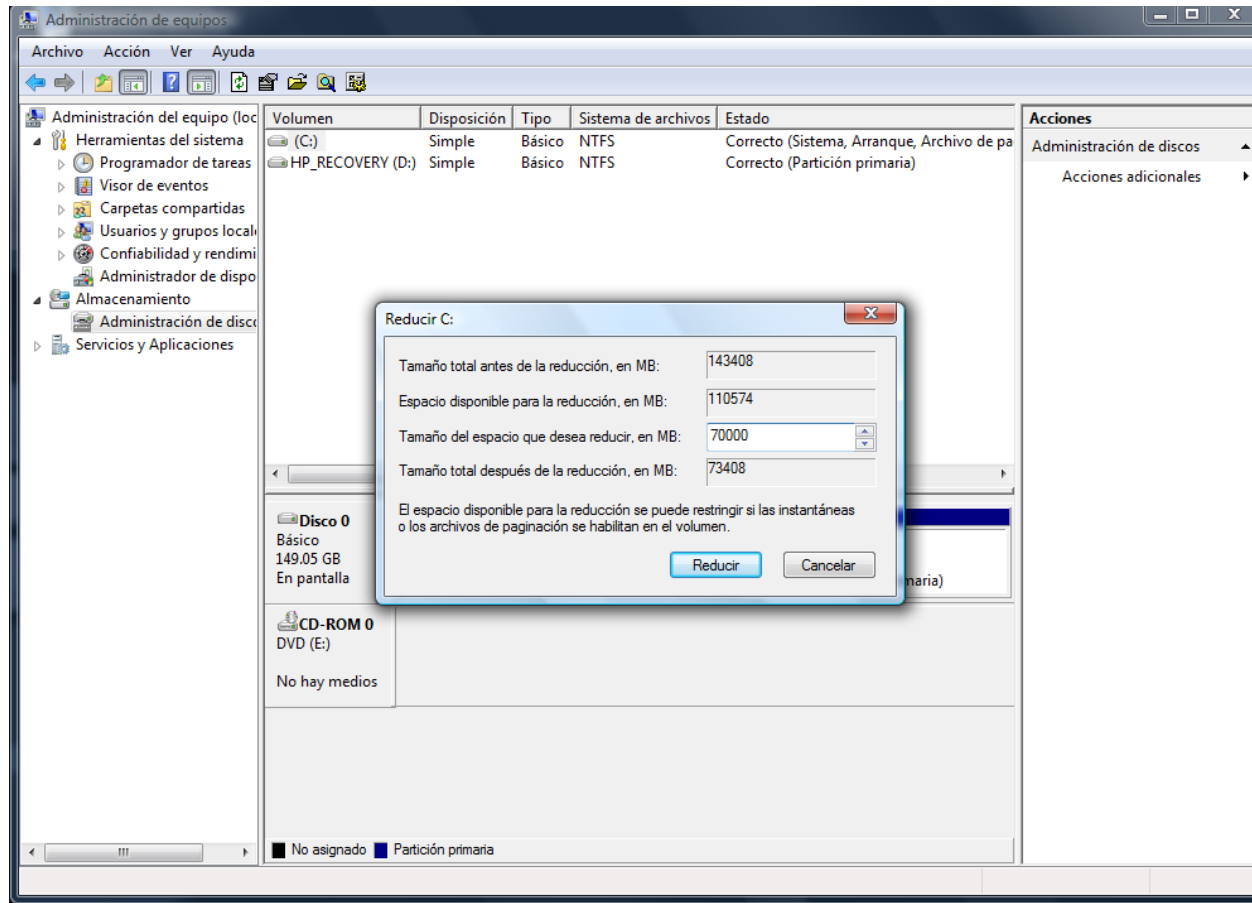 Administración de equipos
Archivo Acción Ver Ayuda
Administración del equipo (loc
Herramientas del sistema
Programador de tareas
Visor de eventos
Carpetas compartidas
Usuarios y grupos locale
Confiabilidad y rendimi
Administrador de dispo
Almacenamiento
Administración de disco
Servicios y Aplicaciones
Volumen Disposición Tipo Sistema de archivos Estado
(C:) Simple Básico NTFS Correcto (Sistema, Arranque, Archivo de pa
HP_RECOVERY (D:) Simple Básico NTFS Correcto (Partición primaria)
Reducir C:
Tamaño total antes de la reducción, en MB: 143408
Espacio disponible para la reducción, en MB: 110574
Tamaño del espacio que desea reducir, en MB: 70000
Tamaño total después de la reducción, en MB: 73408
El espacio disponible para la reducción se puede restringir si las instantáneas
o los archivos de paginación se habilitan en el volumen.
Reducir Cancelar
Disco 0
Básico
149.05 GB
En pantalla
maria)
CD-ROM 0
DVD (E:)
No hay medios
No asignado Partición primaria
Acciones
Administración de discos
Acciones adicionales